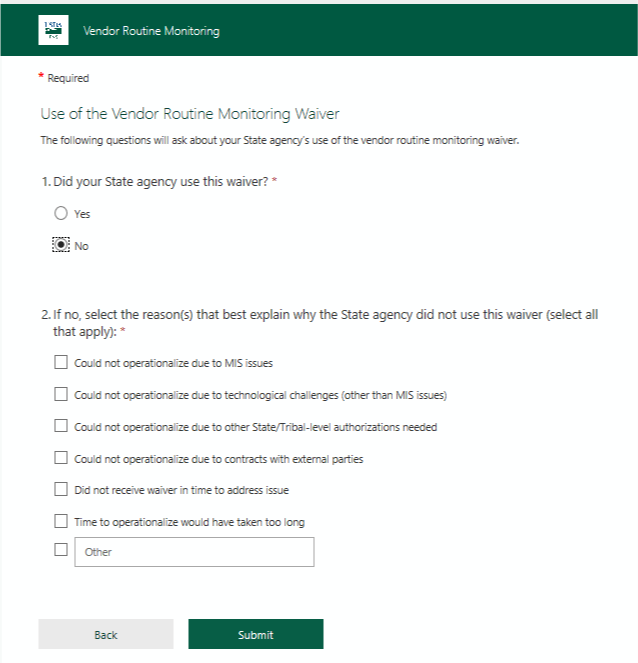 Vendor Routine Monitoring
* Required
Use of the Vendor Routine Monitoring Waiver
The following questions will ask about your State agency's use of the vendor routine monitoring waiver.
1. Did your State agency use this waiver? *
Yes
No
2. If no, select the reason(s) that best explain why the State agency did not use this waiver (select all
that apply): *
Could not operationalize due to MIS issues
Could not operationalize due to technological challenges (other than MIS issues)
Could not operationalize due to other State/Tribal-level authorizations needed
Could not operationalize due to contracts with external parties
Did not receive waiver in time to address issue
Time to operationalize would have taken too long
Other
Back Submit